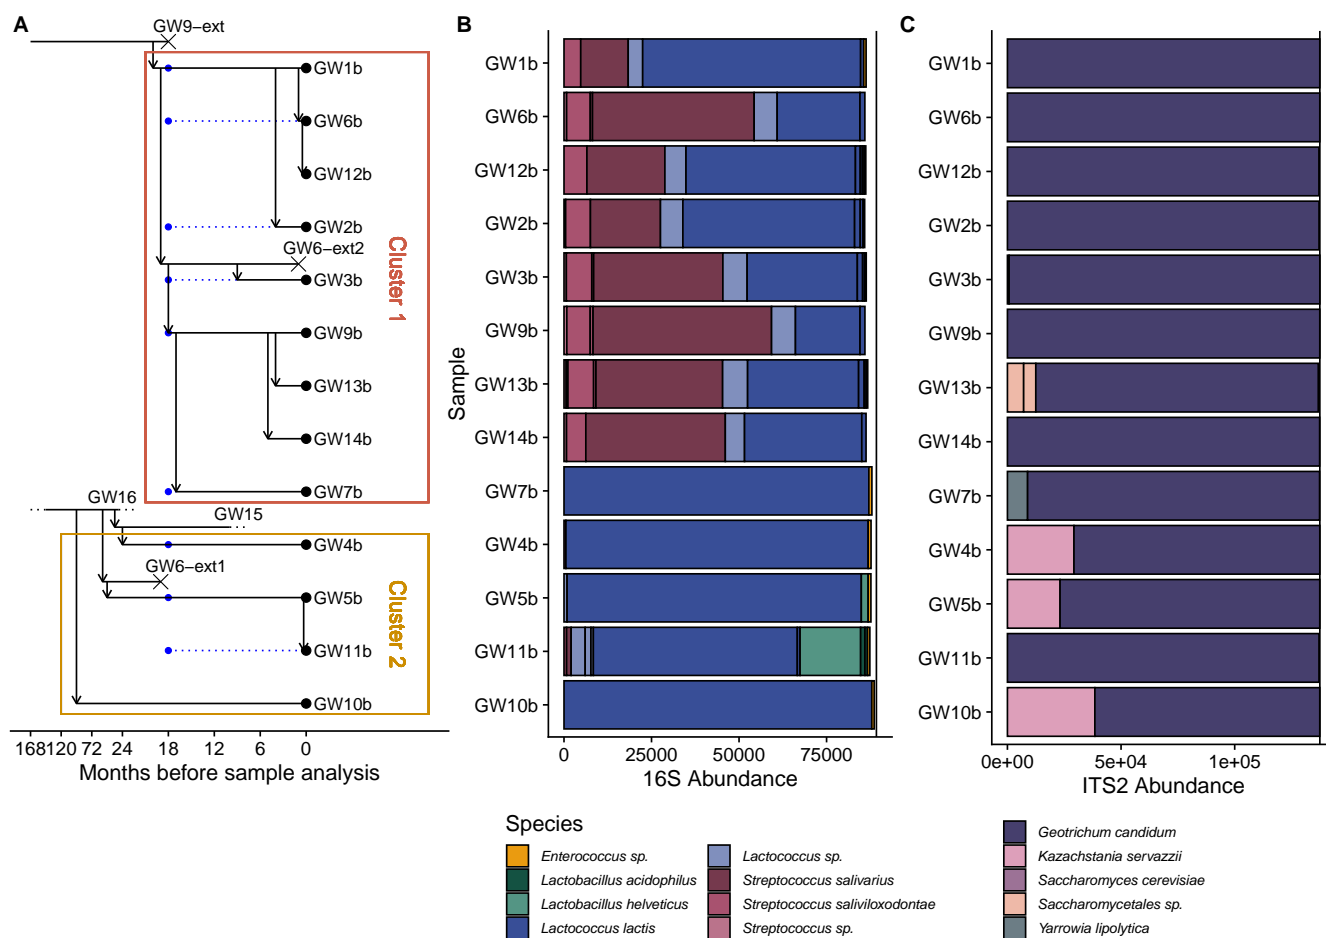 A
GW9−ext
GW1b
GW6b
GW12b
GW2b
GW6−ext2
GW3b
GW9b
GW13b
GW14b
GW7b
Cluster 1
GW16
GW15
GW4b
GW6−ext1
GW5b
GW11b
GW10b
Cluster 2
168 120 72 24 18 12 6 0
Months before sample analysis
B
Sample
GW1b
GW6b
GW12b
GW2b
GW3b
GW9b
GW13b
GW14b
GW7b
GW4b
GW5b
GW11b
GW10b
0 25000 50000 75000
16S Abundance
C
GW1b
GW6b
GW12b
GW2b
GW3b
GW9b
GW13b
GW14b
GW7b
GW4b
GW5b
GW11b
GW10b
0e+00 5e+04 1e+05
ITS2 Abundance
Species
Enterococcus sp.
Lactobacillus acidophilus
Lactobacillus helveticus
Lactococcus lactis
Lactococcus sp.
Streptococcus salivarius
Streptococcus saliviloxodontae
Streptococcus sp.
Geotrichum candidum
Kazachstania servazzii
Saccharomyces cerevisiae
Saccharomycetales sp.
Yarrowia lipolytica